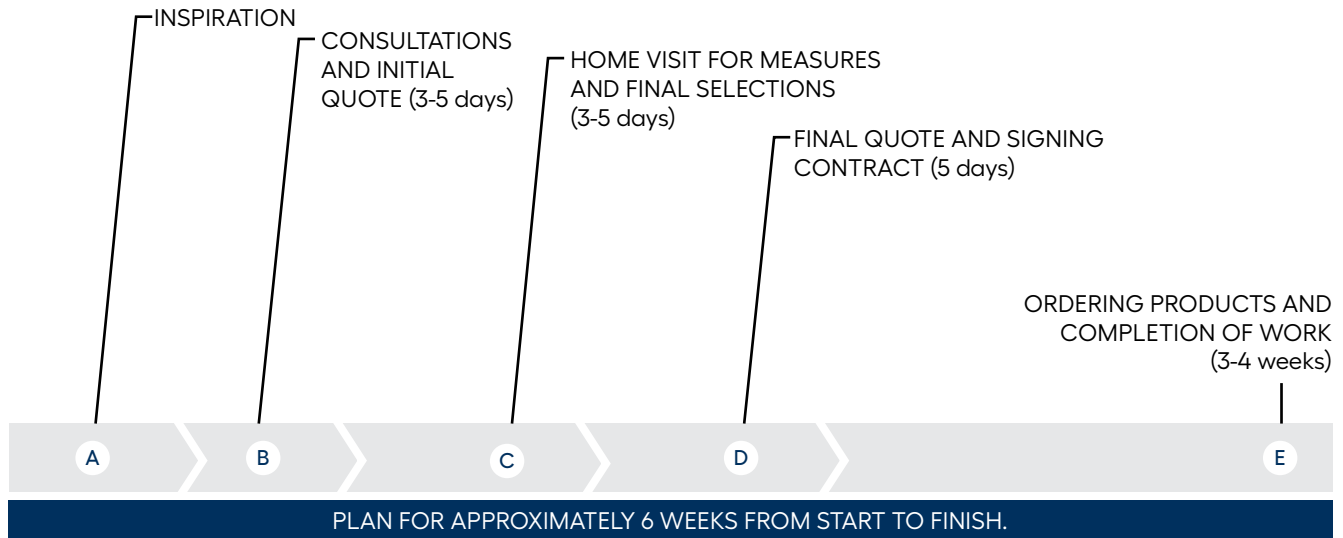 INSPIRATION
CONSULTATIONS
AND INITIAL
QUOTE (3-5 days)
HOME VISIT FOR MEASURES
AND FINAL SELECTIONS
(3-5 days)
FINAL QUOTE AND SIGNING
CONTRACT (5 days)
ORDERING PRODUCTS AND
COMPLETION OF WORK
(3-4 weeks)
A
B
C
D
E
PLAN FOR APPROXIMATELY 6 WEEKS FROM START TO FINISH.